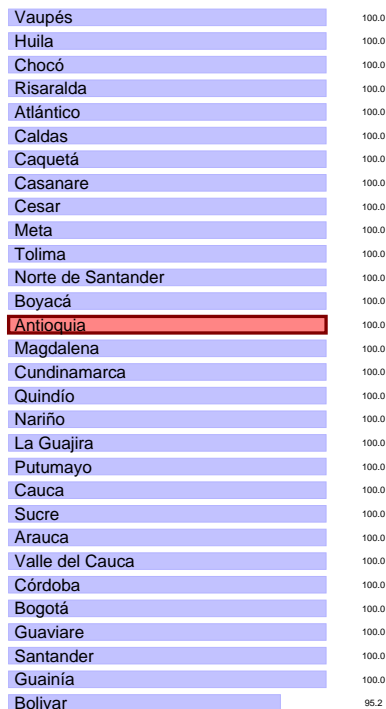 Vaupés 100.0
Huila 100.0
Chocó 100.0
Risaralda 100.0
Atlántico 100.0
Caldas 100.0
Caquetá 100.0
Casanare 100.0
Cesar 100.0
Meta 100.0
Tolima 100.0
Norte de Santander 100.0
Boyacá 100.0
Antioquia 100.0
Magdalena 100.0
Cundinamarca 100.0
Quindío 100.0
Nariño 100.0
La Guajira 100.0
Putumayo 100.0
Cauca 100.0
Sucre 100.0
Arauca 100.0
Valle del Cauca 100.0
Córdoba 100.0
Bogotá 100.0
Guaviare 100.0
Santander 100.0
Guainía 100.0
Bolivar 95.2